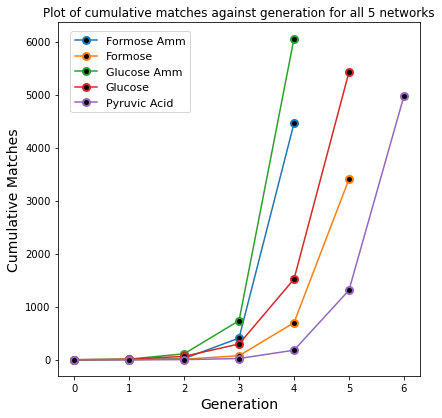 Plot of cumulative matches against generation for all 5 networks
Formose Amm
Formose
Glucose Amm
Glucose
Pyruvic Acid
Cumulative Matches
6000
5000
4000
3000
2000
1000
0
0 1 2 3 4 5 6
Generation